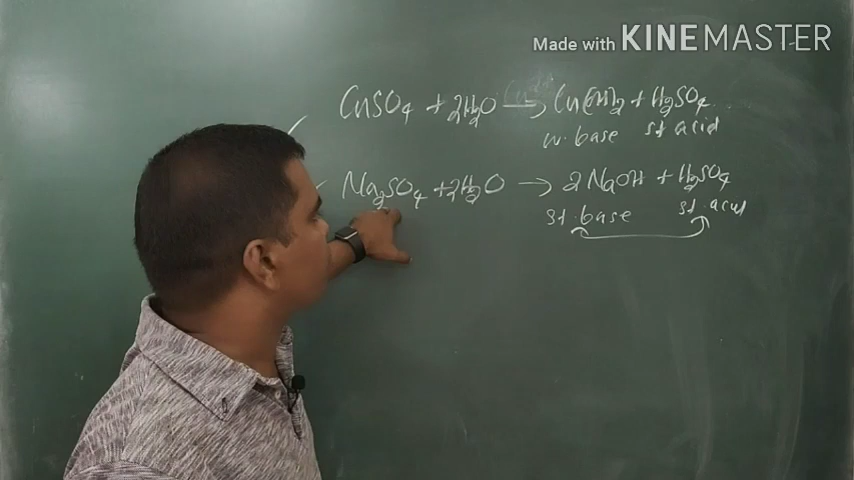 Made with KINEMASTER
CuSO₄ + 2H₂O → Cu(OH)₂ + H₂SO₄
w. base st acid
Na₂SO₄ + 2H₂O → 2NaOH + H₂SO₄
st. base st. acid